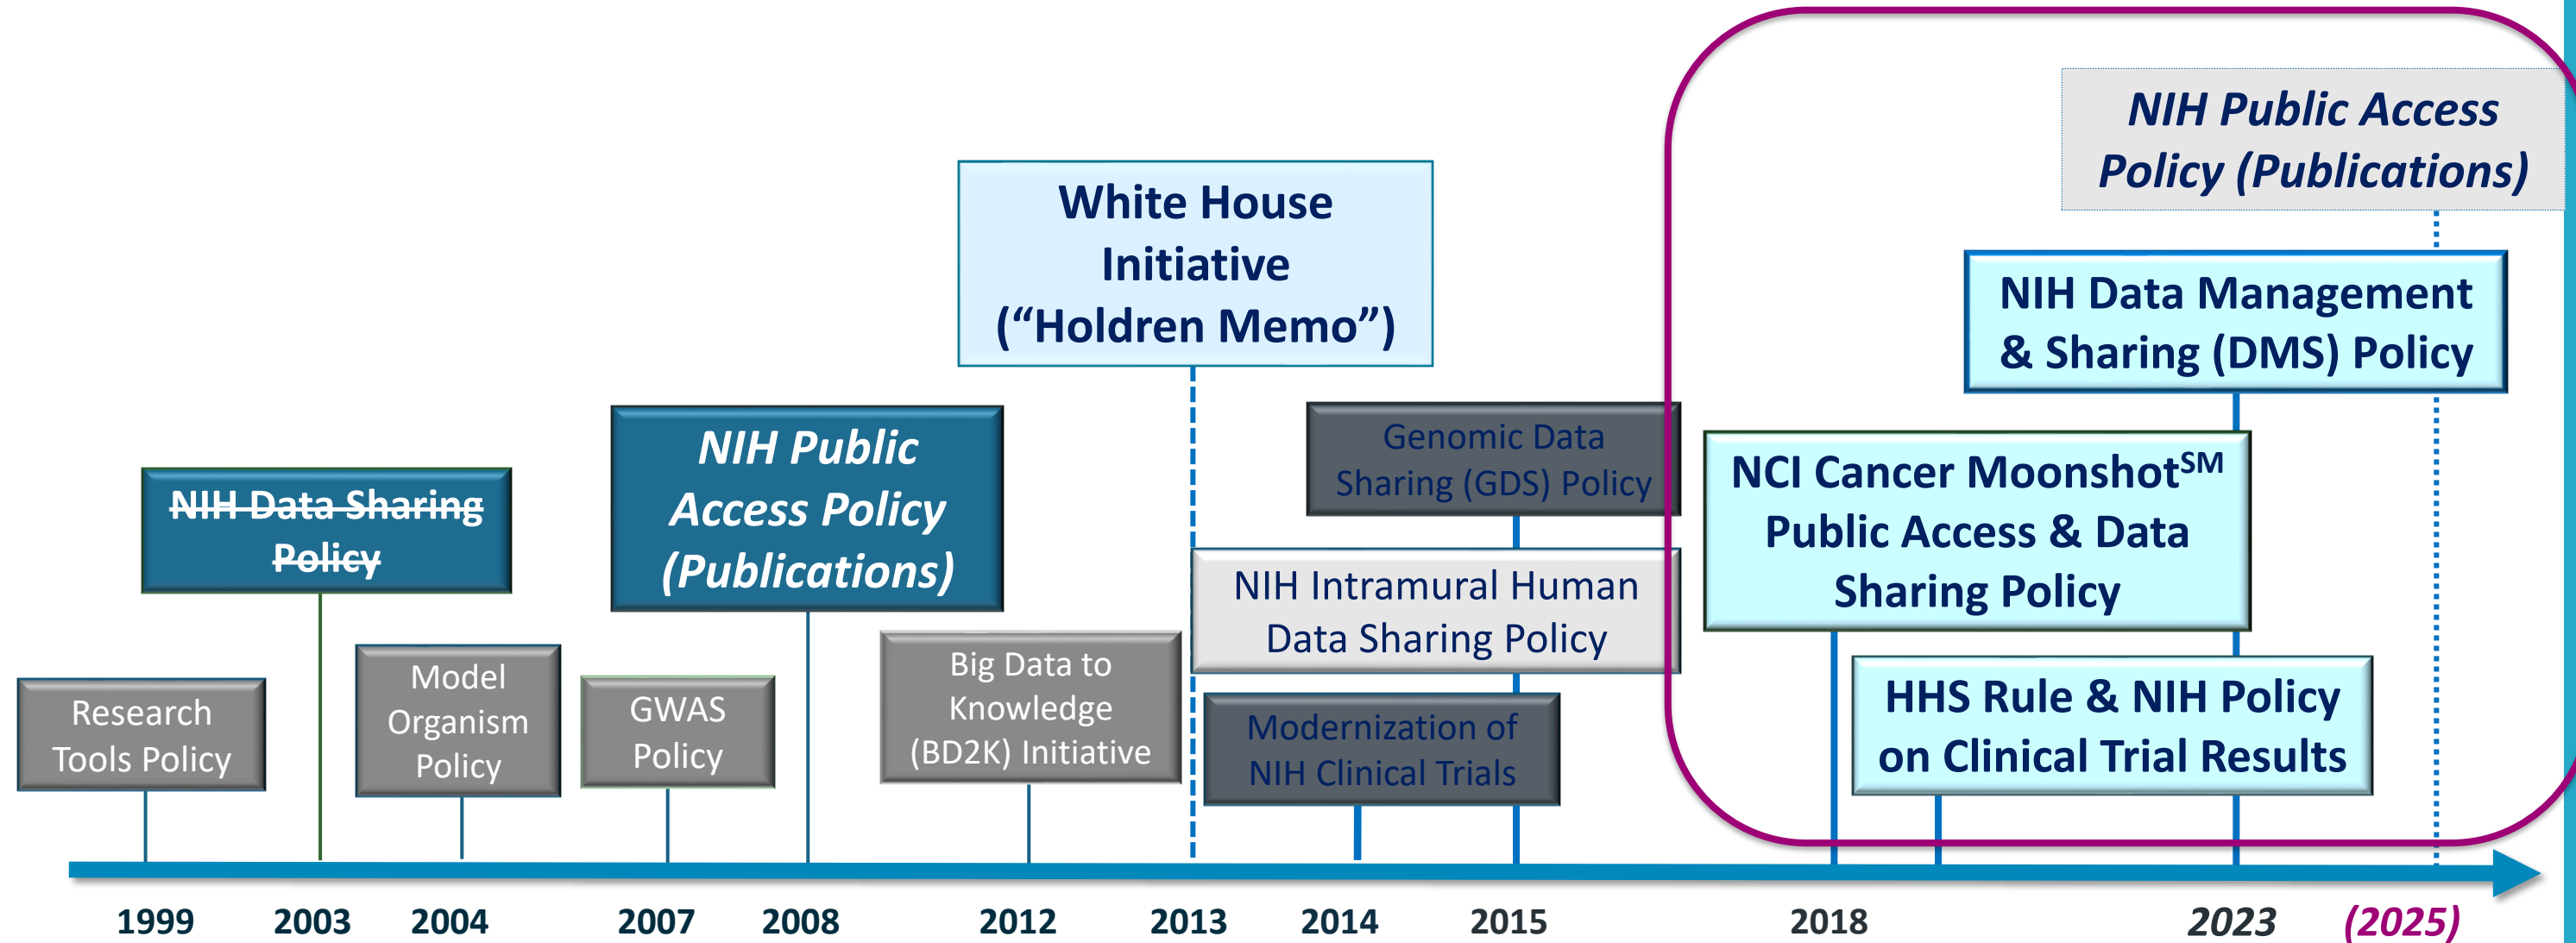 NIH Public Access
Policy (Publications)
White House
Initiative
(“Holdren Memo”)
NIH Data Management
& Sharing (DMS) Policy
NIH Public
Access Policy
(Publications)
Genomic Data
Sharing (GDS) Policy
NCI Cancer Moonshot℠
Public Access & Data
Sharing Policy
NIH Data Sharing
Policy
NIH Intramural Human
Data Sharing Policy
Model
Organism
Policy
Big Data to
Knowledge
(BD2K) Initiative
HHS Rule & NIH Policy
on Clinical Trial Results
Research
Tools Policy
GWAS
Policy
Modernization of
NIH Clinical Trials
1999 2003 2004 2007 2008 2012 2013 2014 2015 2018 2023 (2025)